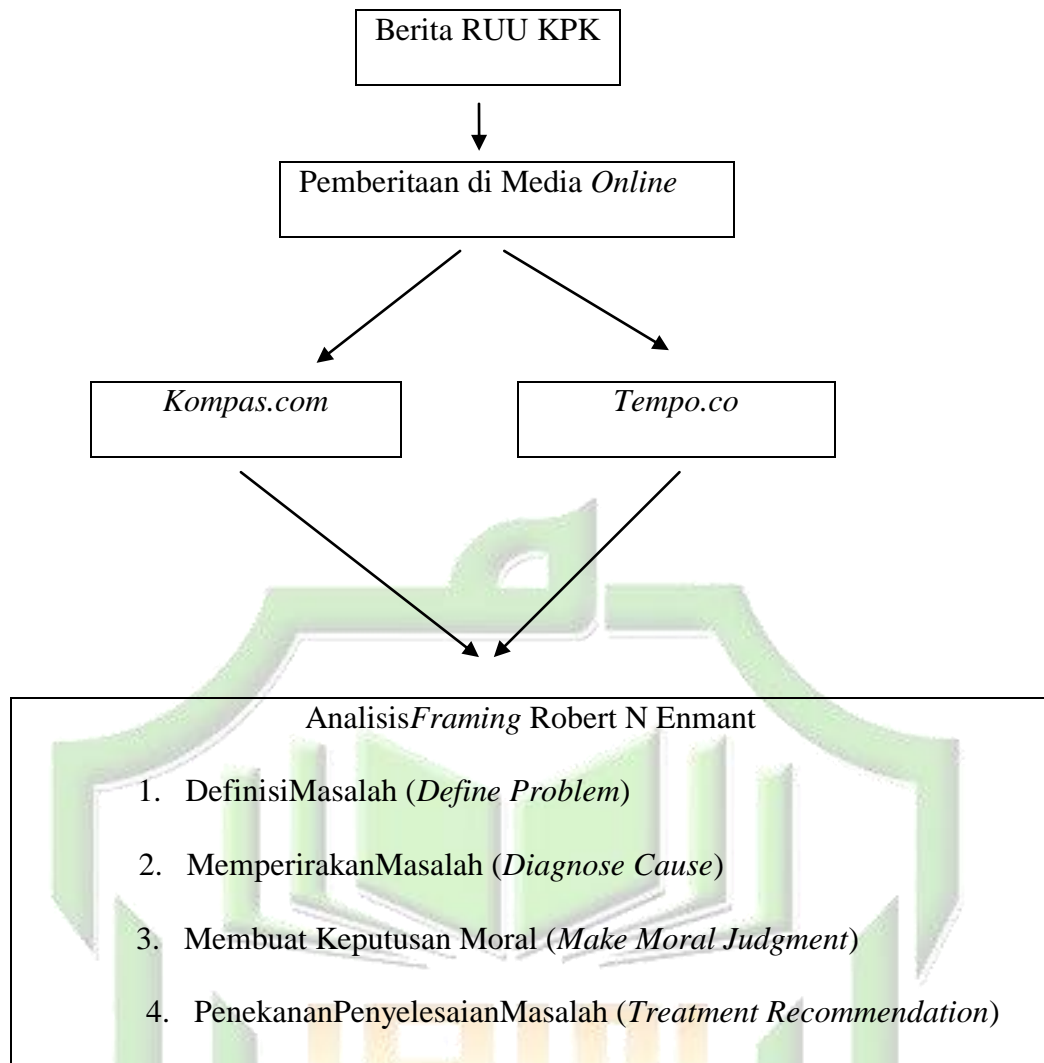 Berita RUU KPK
Pemberitaan di Media Online
Kompas.com
Tempo.co
AnalisisFraming Robert N Enmant
1. DefinisiMasalah (Define Problem)
2. MemperirakanMasalah (Diagnose Cause)
3. Membuat Keputusan Moral (Make Moral Judgment)
4. PenekananPenyelesaianMasalah (Treatment Recommendation)